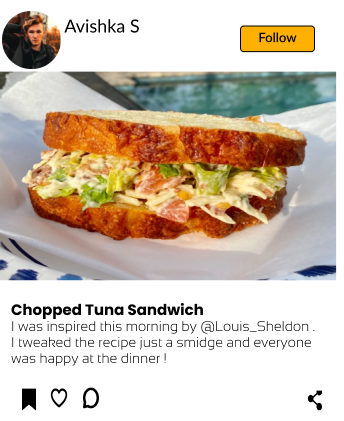 Avishka S
Follow
Chopped Tuna Sandwich
I was inspired this morning by @Louis_Sheldon .
I tweaked the recipe just a smidge and everyone
was happy at the dinner !